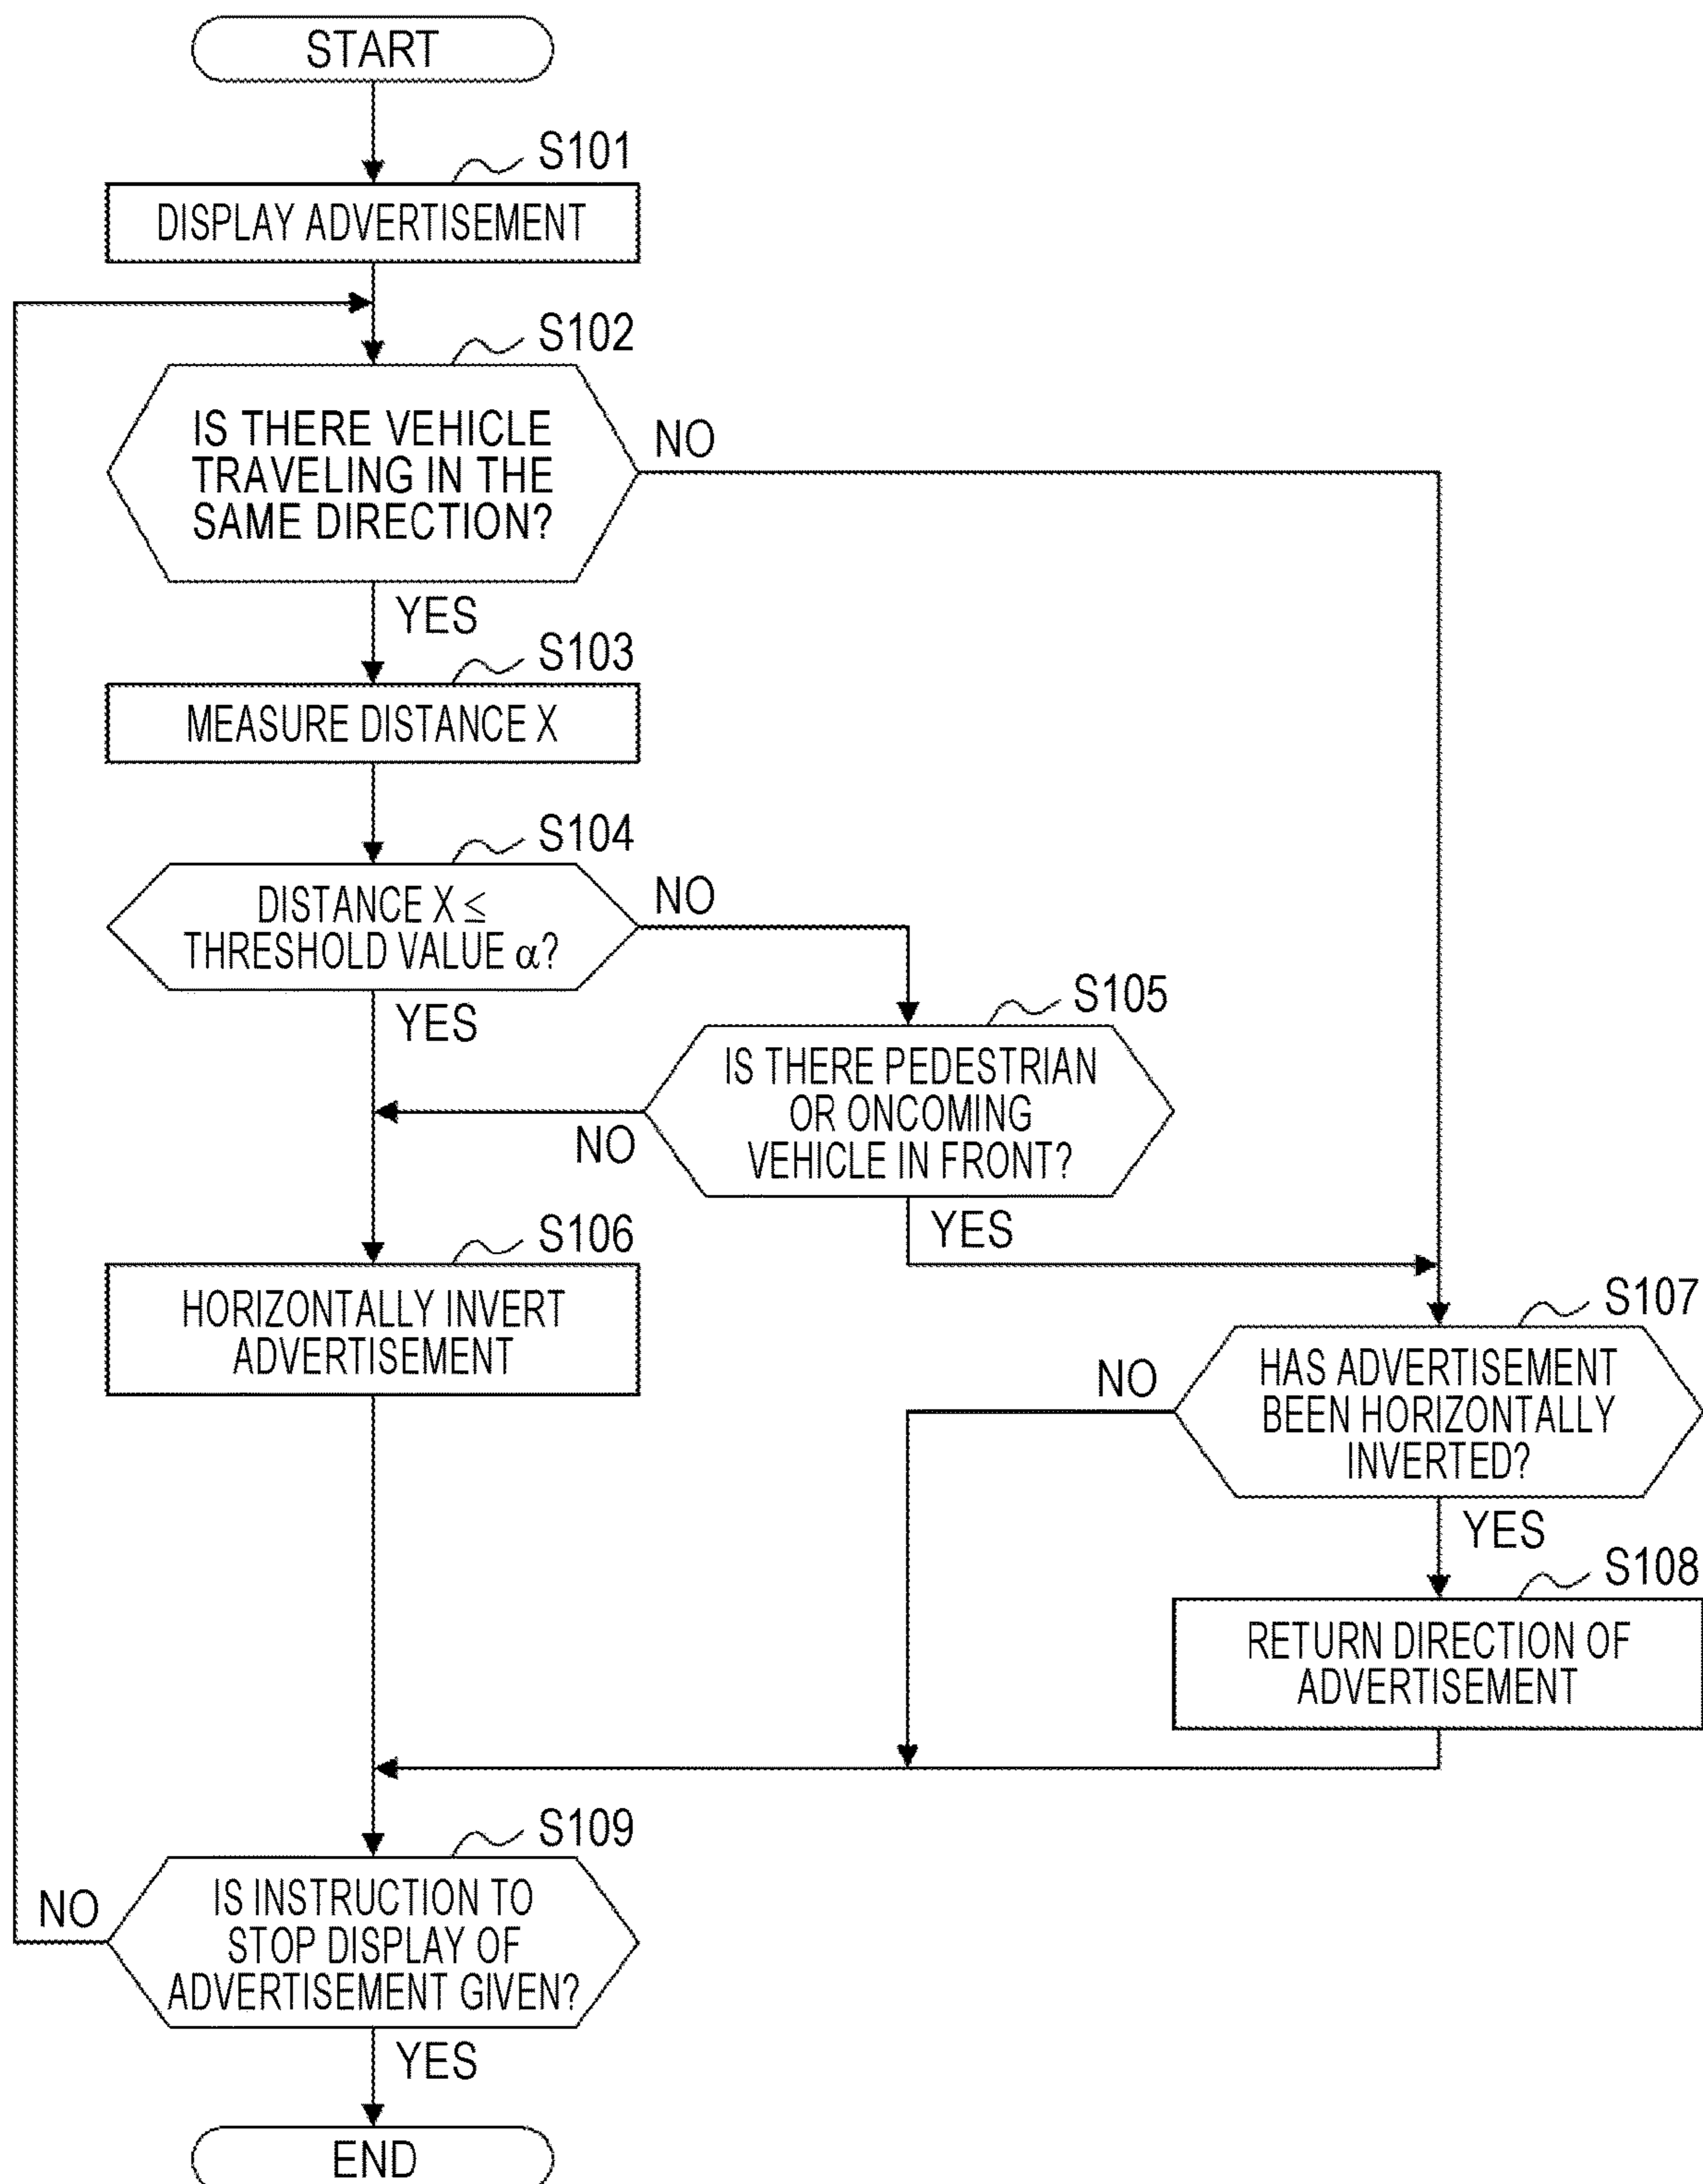 START
S101
DISPLAY ADVERTISEMENT
S102
IS THERE VEHICLE
TRAVELING IN THE
SAME DIRECTION?
NO
YES
S103
MEASURE DISTANCE X
S104
DISTANCE X ≤
THRESHOLD VALUE α?
NO
YES
S105
IS THERE PEDESTRIAN
OR ONCOMING
VEHICLE IN FRONT?
NO
YES
S106
HORIZONTALLY INVERT
ADVERTISEMENT
S107
HAS ADVERTISEMENT
BEEN HORIZONTALLY
INVERTED?
NO
YES
S108
RETURN DIRECTION OF
ADVERTISEMENT
S109
IS INSTRUCTION TO
STOP DISPLAY OF
ADVERTISEMENT GIVEN?
NO
YES
END